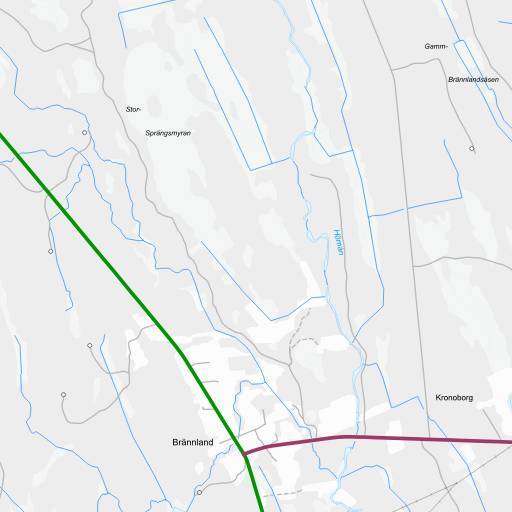 Gamm-
Brännlandsåsen
Stor-
Sprängsmyran
Hörnån
Kronoborg
Brännland